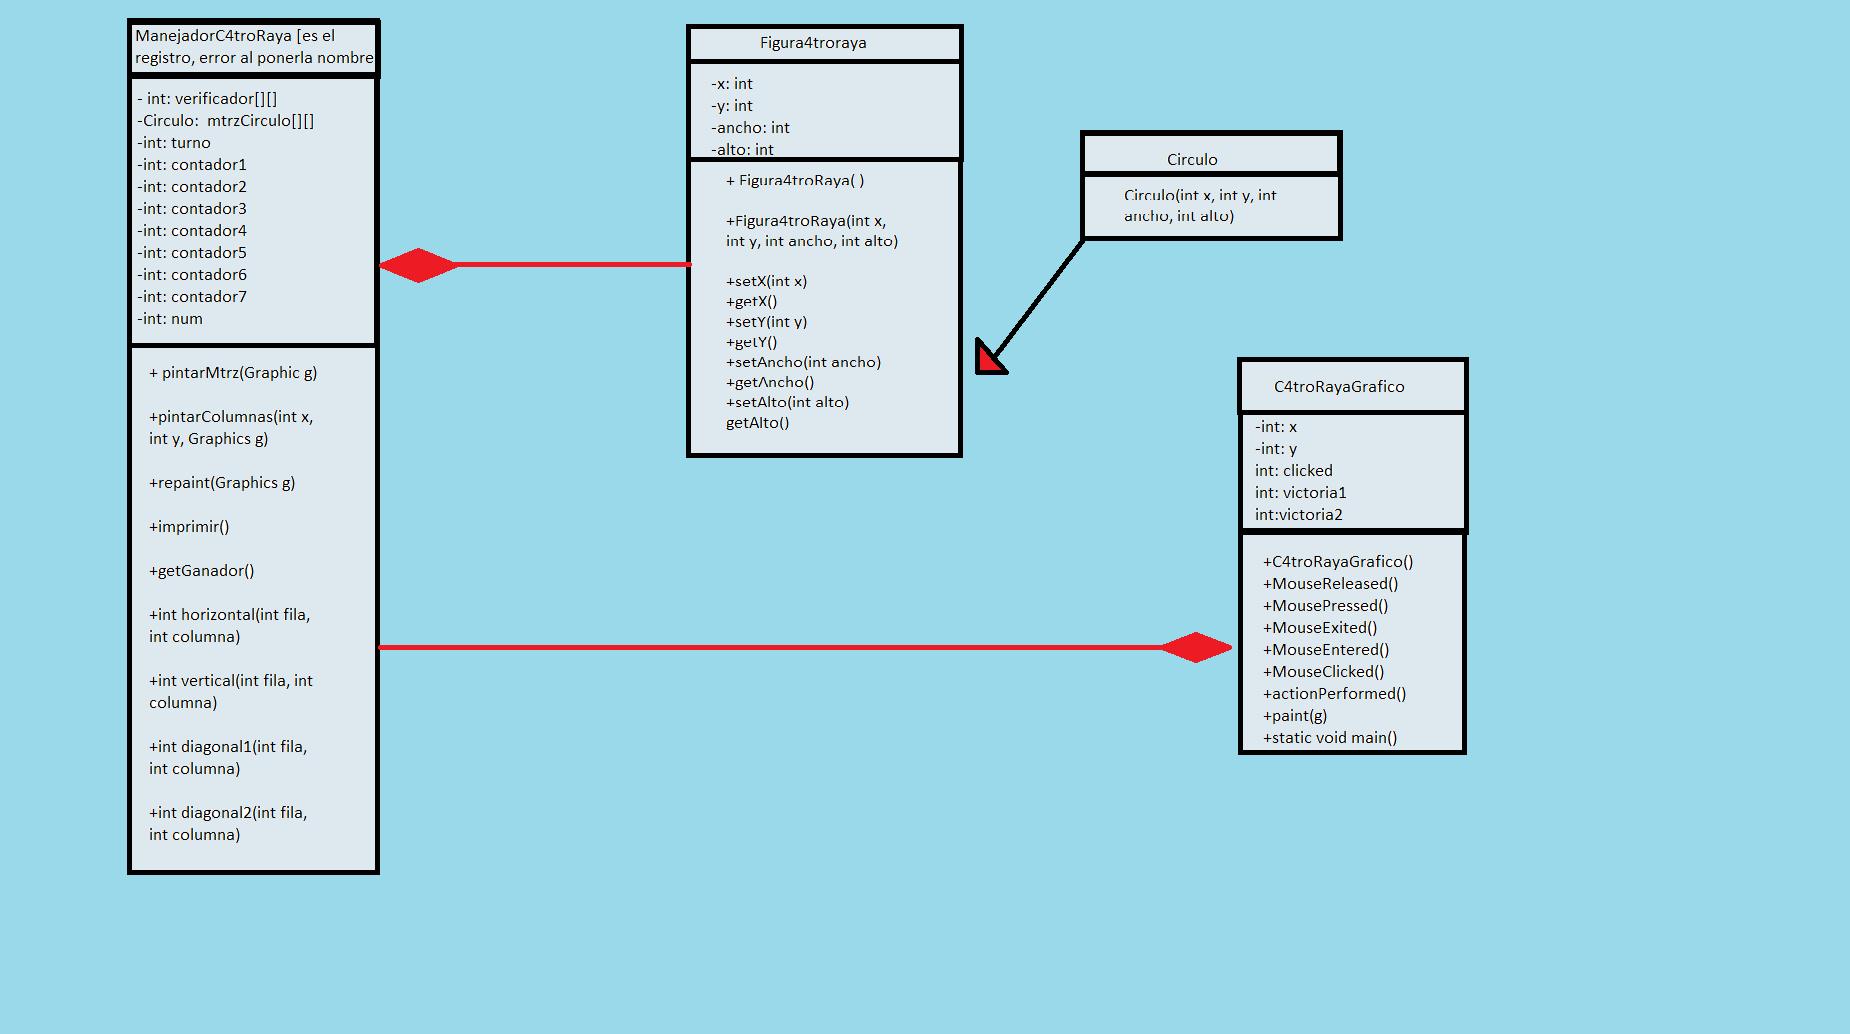 ManejadorC4troRaya [es el
registro, error al ponerla nombre
- int: verificador[][]
-Circulo:  mtrzCirculo[][]
-int: turno
-int: contador1
-int: contador2
-int: contador3
-int: contador4
-int: contador5
-int: contador6
-int: contador7
-int: num
+ pintarMtrz(Graphic g)
+pintarColumnas(int x,
int y, Graphics g)
+repaint(Graphics g)
+imprimir()
+getGanador()
+int horizontal(int fila,
int columna)
+int vertical(int fila, int
columna)
+int diagonal1(int fila,
int columna)
+int diagonal2(int fila,
int columna)
Figura4troraya
-x: int
-y: int
-ancho: int
-alto: int
+ Figura4troRaya( )
+Figura4troRaya(int x,
int y, int ancho, int alto)
+setX(int x)
+getX()
+setY(int y)
+getY()
+setAncho(int ancho)
+getAncho()
+setAlto(int alto)
getAlto()
Circulo
Circulo(int x, int y, int
ancho, int alto)
C4troRayaGrafico
-int: x
-int: y
int: clicked
int: victoria1
int:victoria2
+C4troRayaGrafico()
+MouseReleased()
+MousePressed()
+MouseExited()
+MouseEntered()
+MouseClicked()
+actionPerformed()
+paint(g)
+static void main()